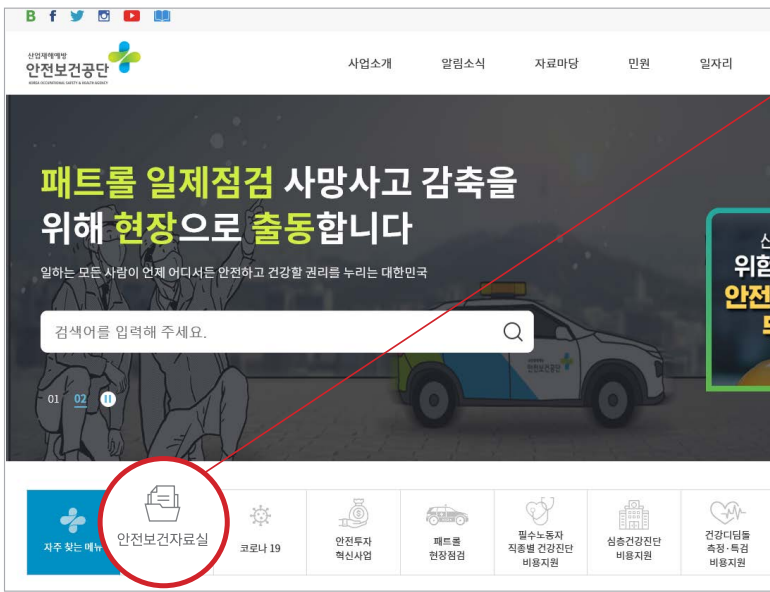 산업재해예방
안전보건공단
사업소개 알림소식 자료마당 민원 일자리
패트롤 일제점검 사망사고 감축을
위해 현장으로 출동합니다
일하는 모든 사람이 언제 어디서든 안전하고 건강할 권리를 누리는 대한민국
검색어를 입력해 주세요.
안전보건공단
01 02
자주 찾는 메뉴
안전보건자료실
코로나 19
안전투자
혁신사업
패트롤
현장점검
필수노동자
직종별 건강진단
비용지원
심층건강진단
비용지원
건강디딤돌
측정·특검
비용지원